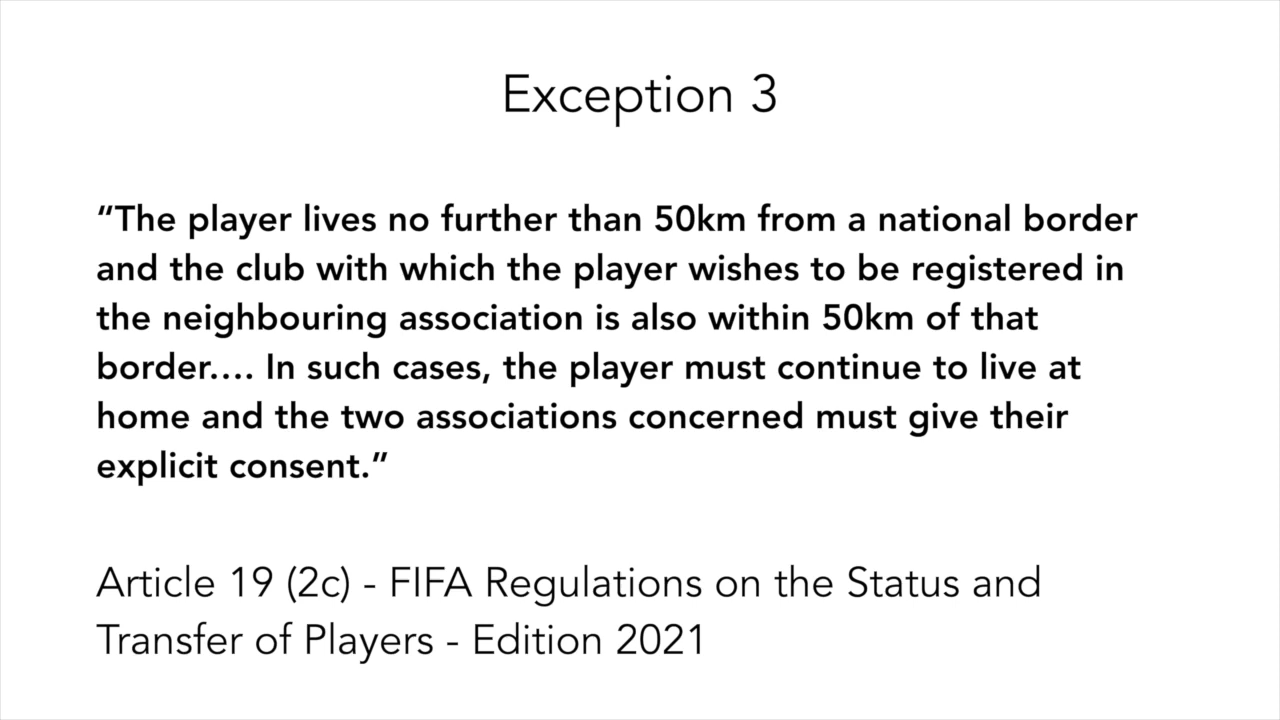 Exception 3
“The player lives no further than 50km from a national border
and the club with which the player wishes to be registered in
the neighbouring association is also within 50km of that
border…. In such cases, the player must continue to live at
home and the two associations concerned must give their
explicit consent.”
Article 19 (2c) - FIFA Regulations on the Status and
Transfer of Players - Edition 2021